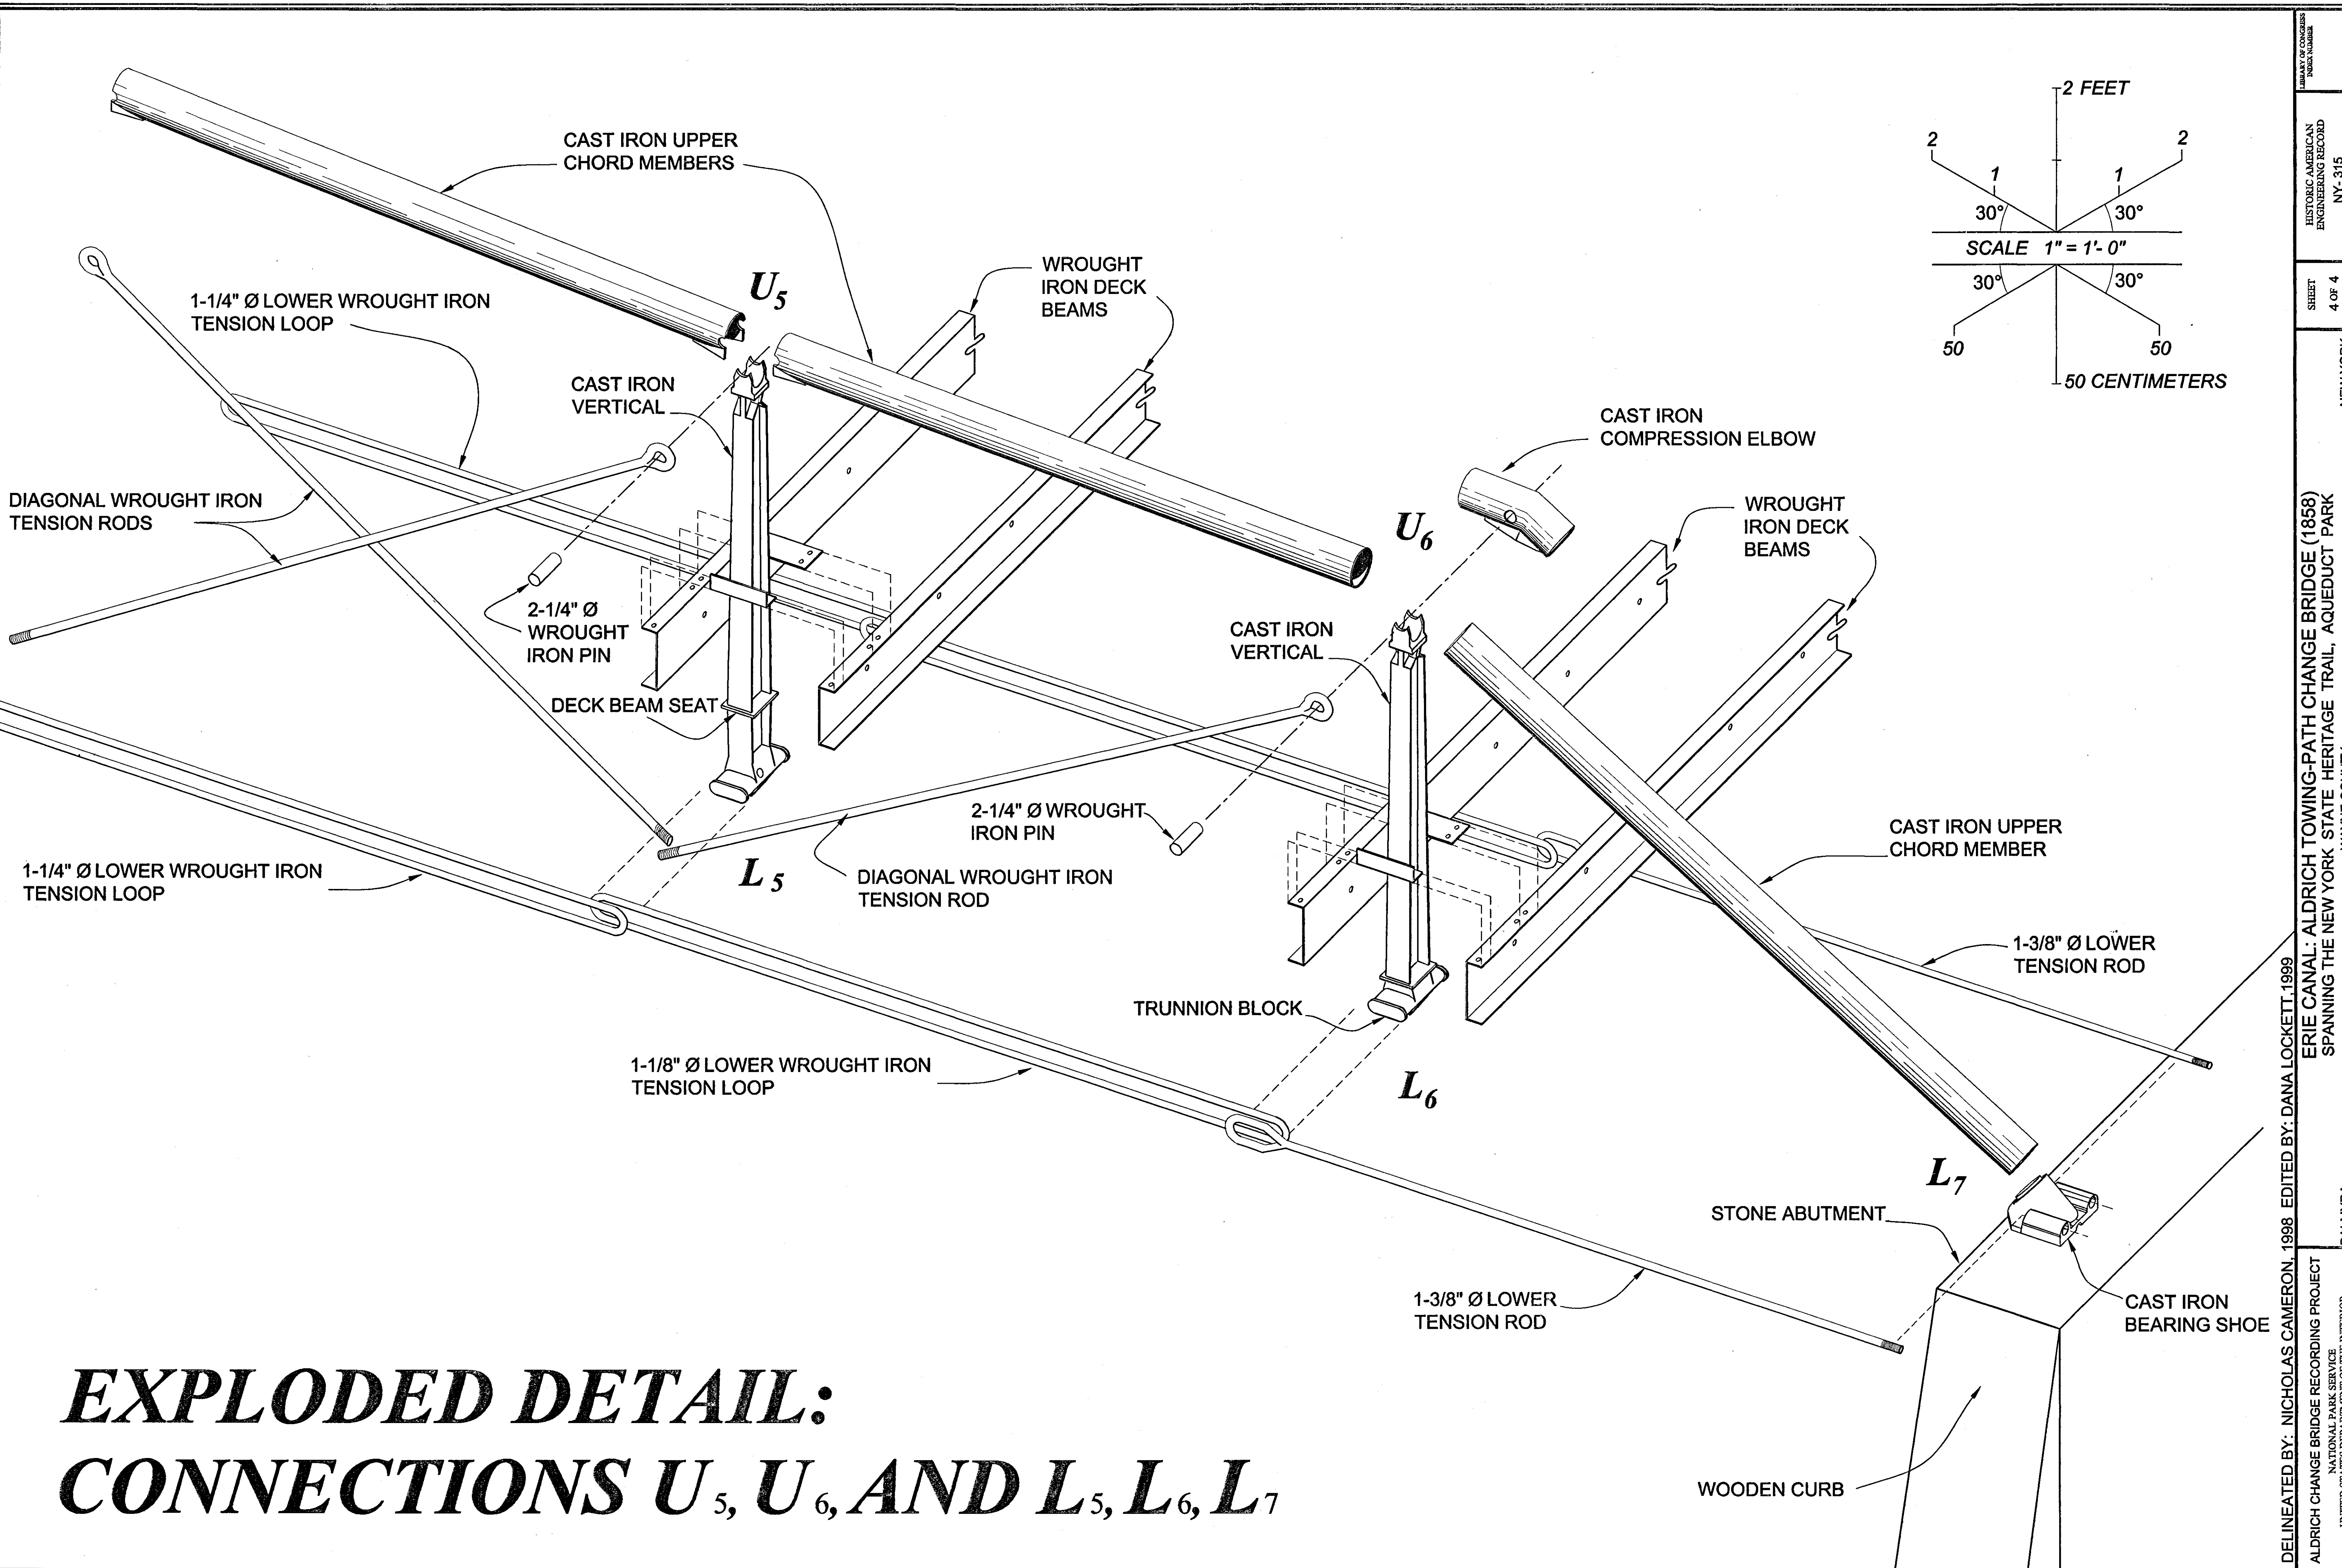 CAST IRON UPPER
CHORD MEMBERS
2 FEET
2
2
1
1
30°
30°
SCALE 1" = 1'- 0"
30°
30°
50
50
50 CENTIMETERS
U5
WROUGHT
IRON DECK
BEAMS
1-1/4" Ø LOWER WROUGHT IRON
TENSION LOOP
CAST IRON
VERTICAL
CAST IRON
COMPRESSION ELBOW
DIAGONAL WROUGHT IRON
TENSION RODS
U6
WROUGHT
IRON DECK
BEAMS
2-1/4" Ø
WROUGHT
IRON PIN
CAST IRON
VERTICAL
DECK BEAM SEAT
2-1/4" Ø WROUGHT
IRON PIN
CAST IRON UPPER
CHORD MEMBER
1-1/4" Ø LOWER WROUGHT IRON
TENSION LOOP
L5
DIAGONAL WROUGHT IRON
TENSION ROD
1-3/8" Ø LOWER
TENSION ROD
TRUNNION BLOCK
1-1/8" Ø LOWER WROUGHT IRON
TENSION LOOP
L6
L7
STONE ABUTMENT
1-3/8" Ø LOWER
TENSION ROD
CAST IRON
BEARING SHOE
WOODEN CURB
EXPLODED DETAIL:
CONNECTIONS U5, U6, AND L5, L6, L7
LIBRARY OF CONGRESS
INDEX NUMBER
HISTORIC AMERICAN
ENGINEERING RECORD
NY-315
SHEET
4 OF 4
ERIE CANAL: ALDRICH TOWING-PATH CHANGE BRIDGE (1858)
SPANNING THE NEW YORK STATE HERITAGE TRAIL, AQUEDUCT PARK
DELINEATED BY: NICHOLAS CAMERON, 1998 EDITED BY: DANA LOCKETT, 1999
ALDRICH CHANGE BRIDGE RECORDING PROJECT
NATIONAL PARK SERVICE